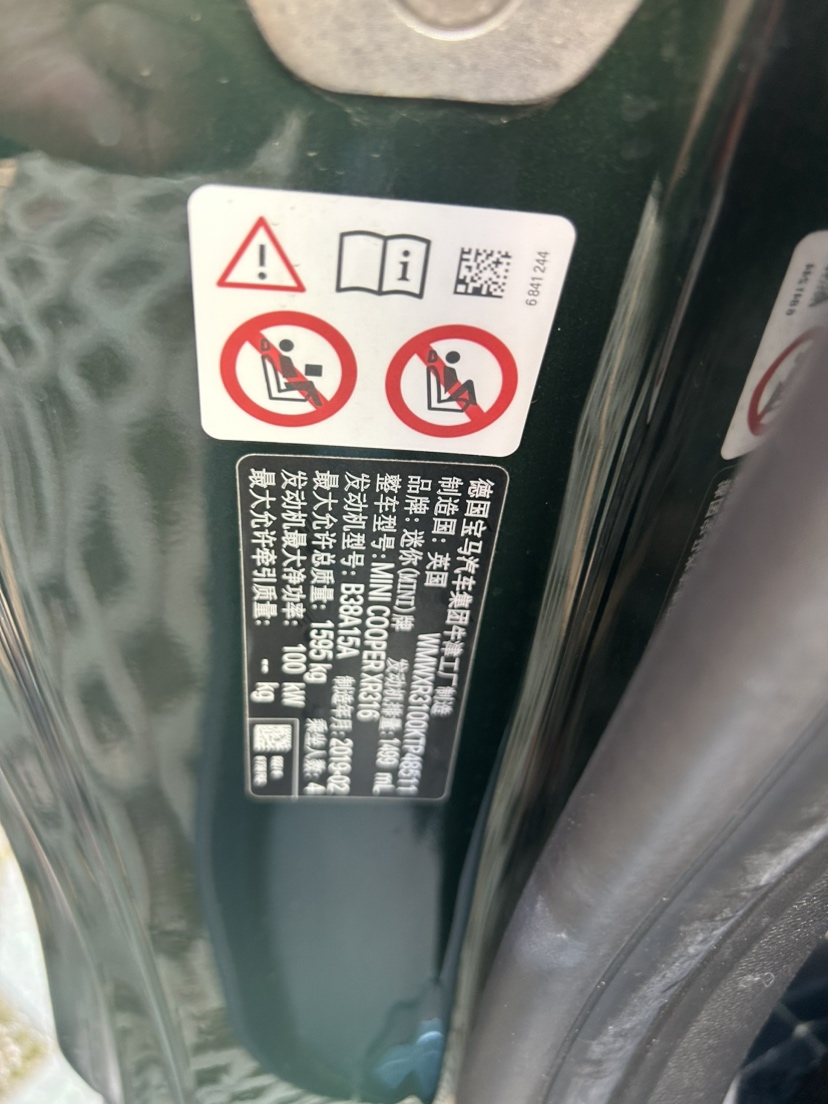 6 841 244
德国宝马汽车集团牛津工厂制造
制造国：英国 WMWXR3100KTP48511
品牌：迷你(MINI)牌 发动机排量：1499 mL
整车型号：MINI COOPER XR316
发动机型号：B38A15A 制造年月：2019-02
最大允许总质量：1595 kg 乘坐人数：4
发动机最大净功率：100 kW
最大允许牵引质量：-- kg